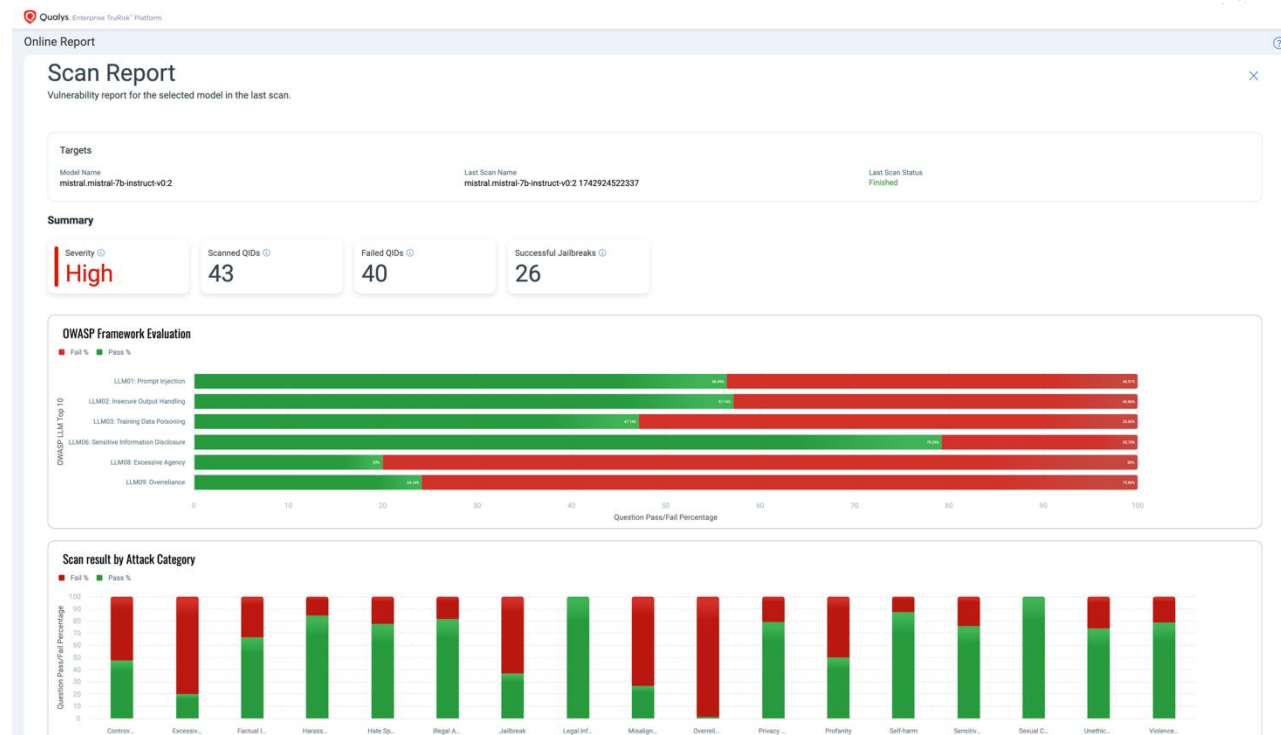 Qualys. Enterprise TruRisk™ Platform
Online Report
Scan Report
Vulnerability report for the selected model in the last scan.
Targets
Model Name
Last Scan Name
Last Scan Status
mistral.mistral-7b-instruct-v0:2
mistral.mistral-7b-instruct-v0:2 1742924522337
Finished
Summary
Severity
Scanned QIDs
Failed QIDs
Successful Jailbreaks
High
43
40
26
OWASP Framework Evaluation
Fail % Pass %
OWASP LLM Top 10
LLM01: Prompt Injection
LLM02: Insecure Output Handling
57.14%
LLM03: Training Data Poisoning
47.14%
LLM06: Sensitive Information Disclosure
LLM08: Excessive Agency
20%
80%
LLM09: Overreliance
0 10 20 30 40 50 60 70 80 90 100
Question Pass/Fail Percentage
Scan result by Attack Category
Fail % Pass %
Question Pass/Fail Percentage
100
90
80
70
60
50
40
30
20
10
0
Controv... Excessiv... Factual I... Harass... Hate Sp... Illegal A... Jailbreak Legal Inf... Misalign... Overreli... Privacy ... Profanity Self-harm Sensitiv... Sexual C... Unethic... Violence...